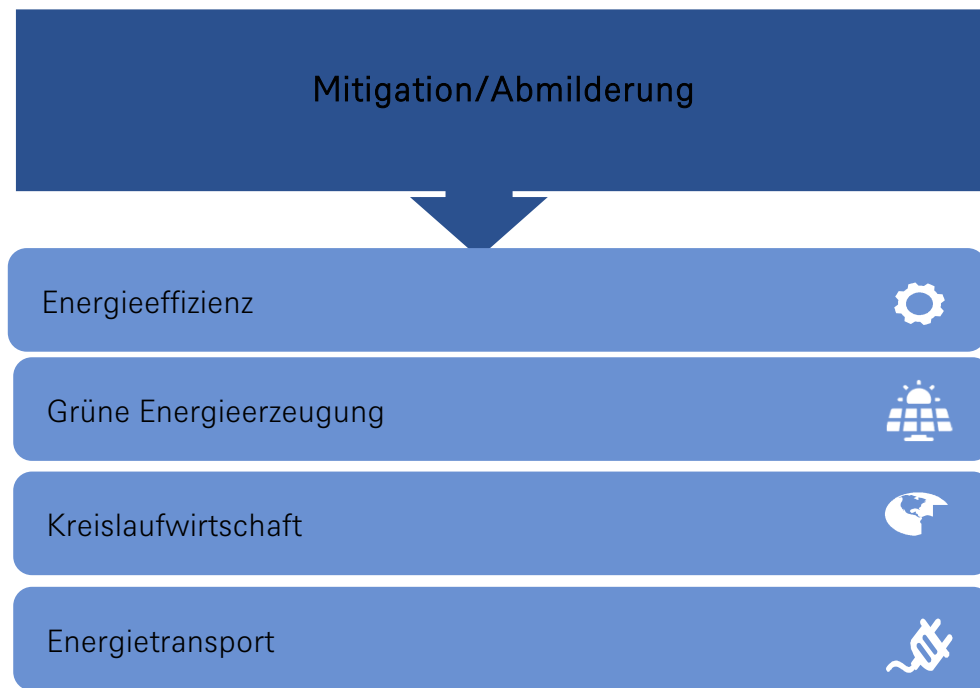 Mitigation/Abmilderung
Energieeffizienz
Grüne Energieerzeugung
Kreislaufwirtschaft
Energietransport